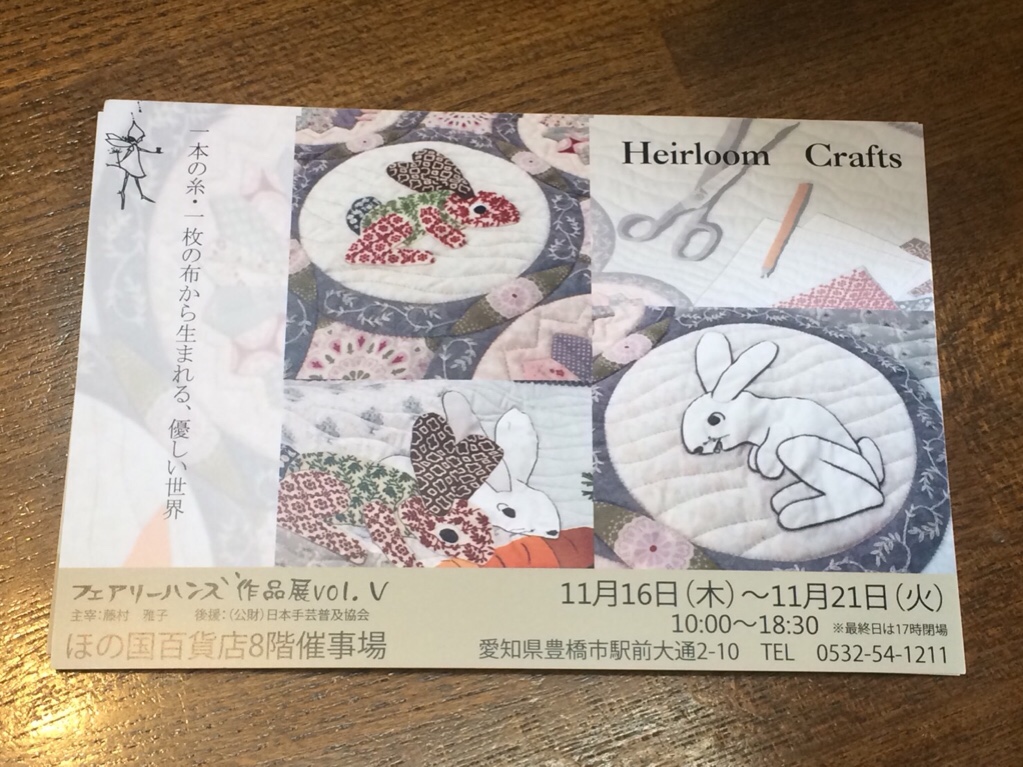 一本の糸・一枚の布から生まれる、優しい世界
Heirloom Crafts
フェアリーハンズ 作品展vol.V
主宰:藤村 雅子 後援:(公財)日本手芸普及協会
ほの国百貨店8階催事場
11月16日(木)～11月21日(火)
10:00～18:30 ※最終日は17時閉場
愛知県豊橋市駅前大通2-10 TEL 0532-54-1211